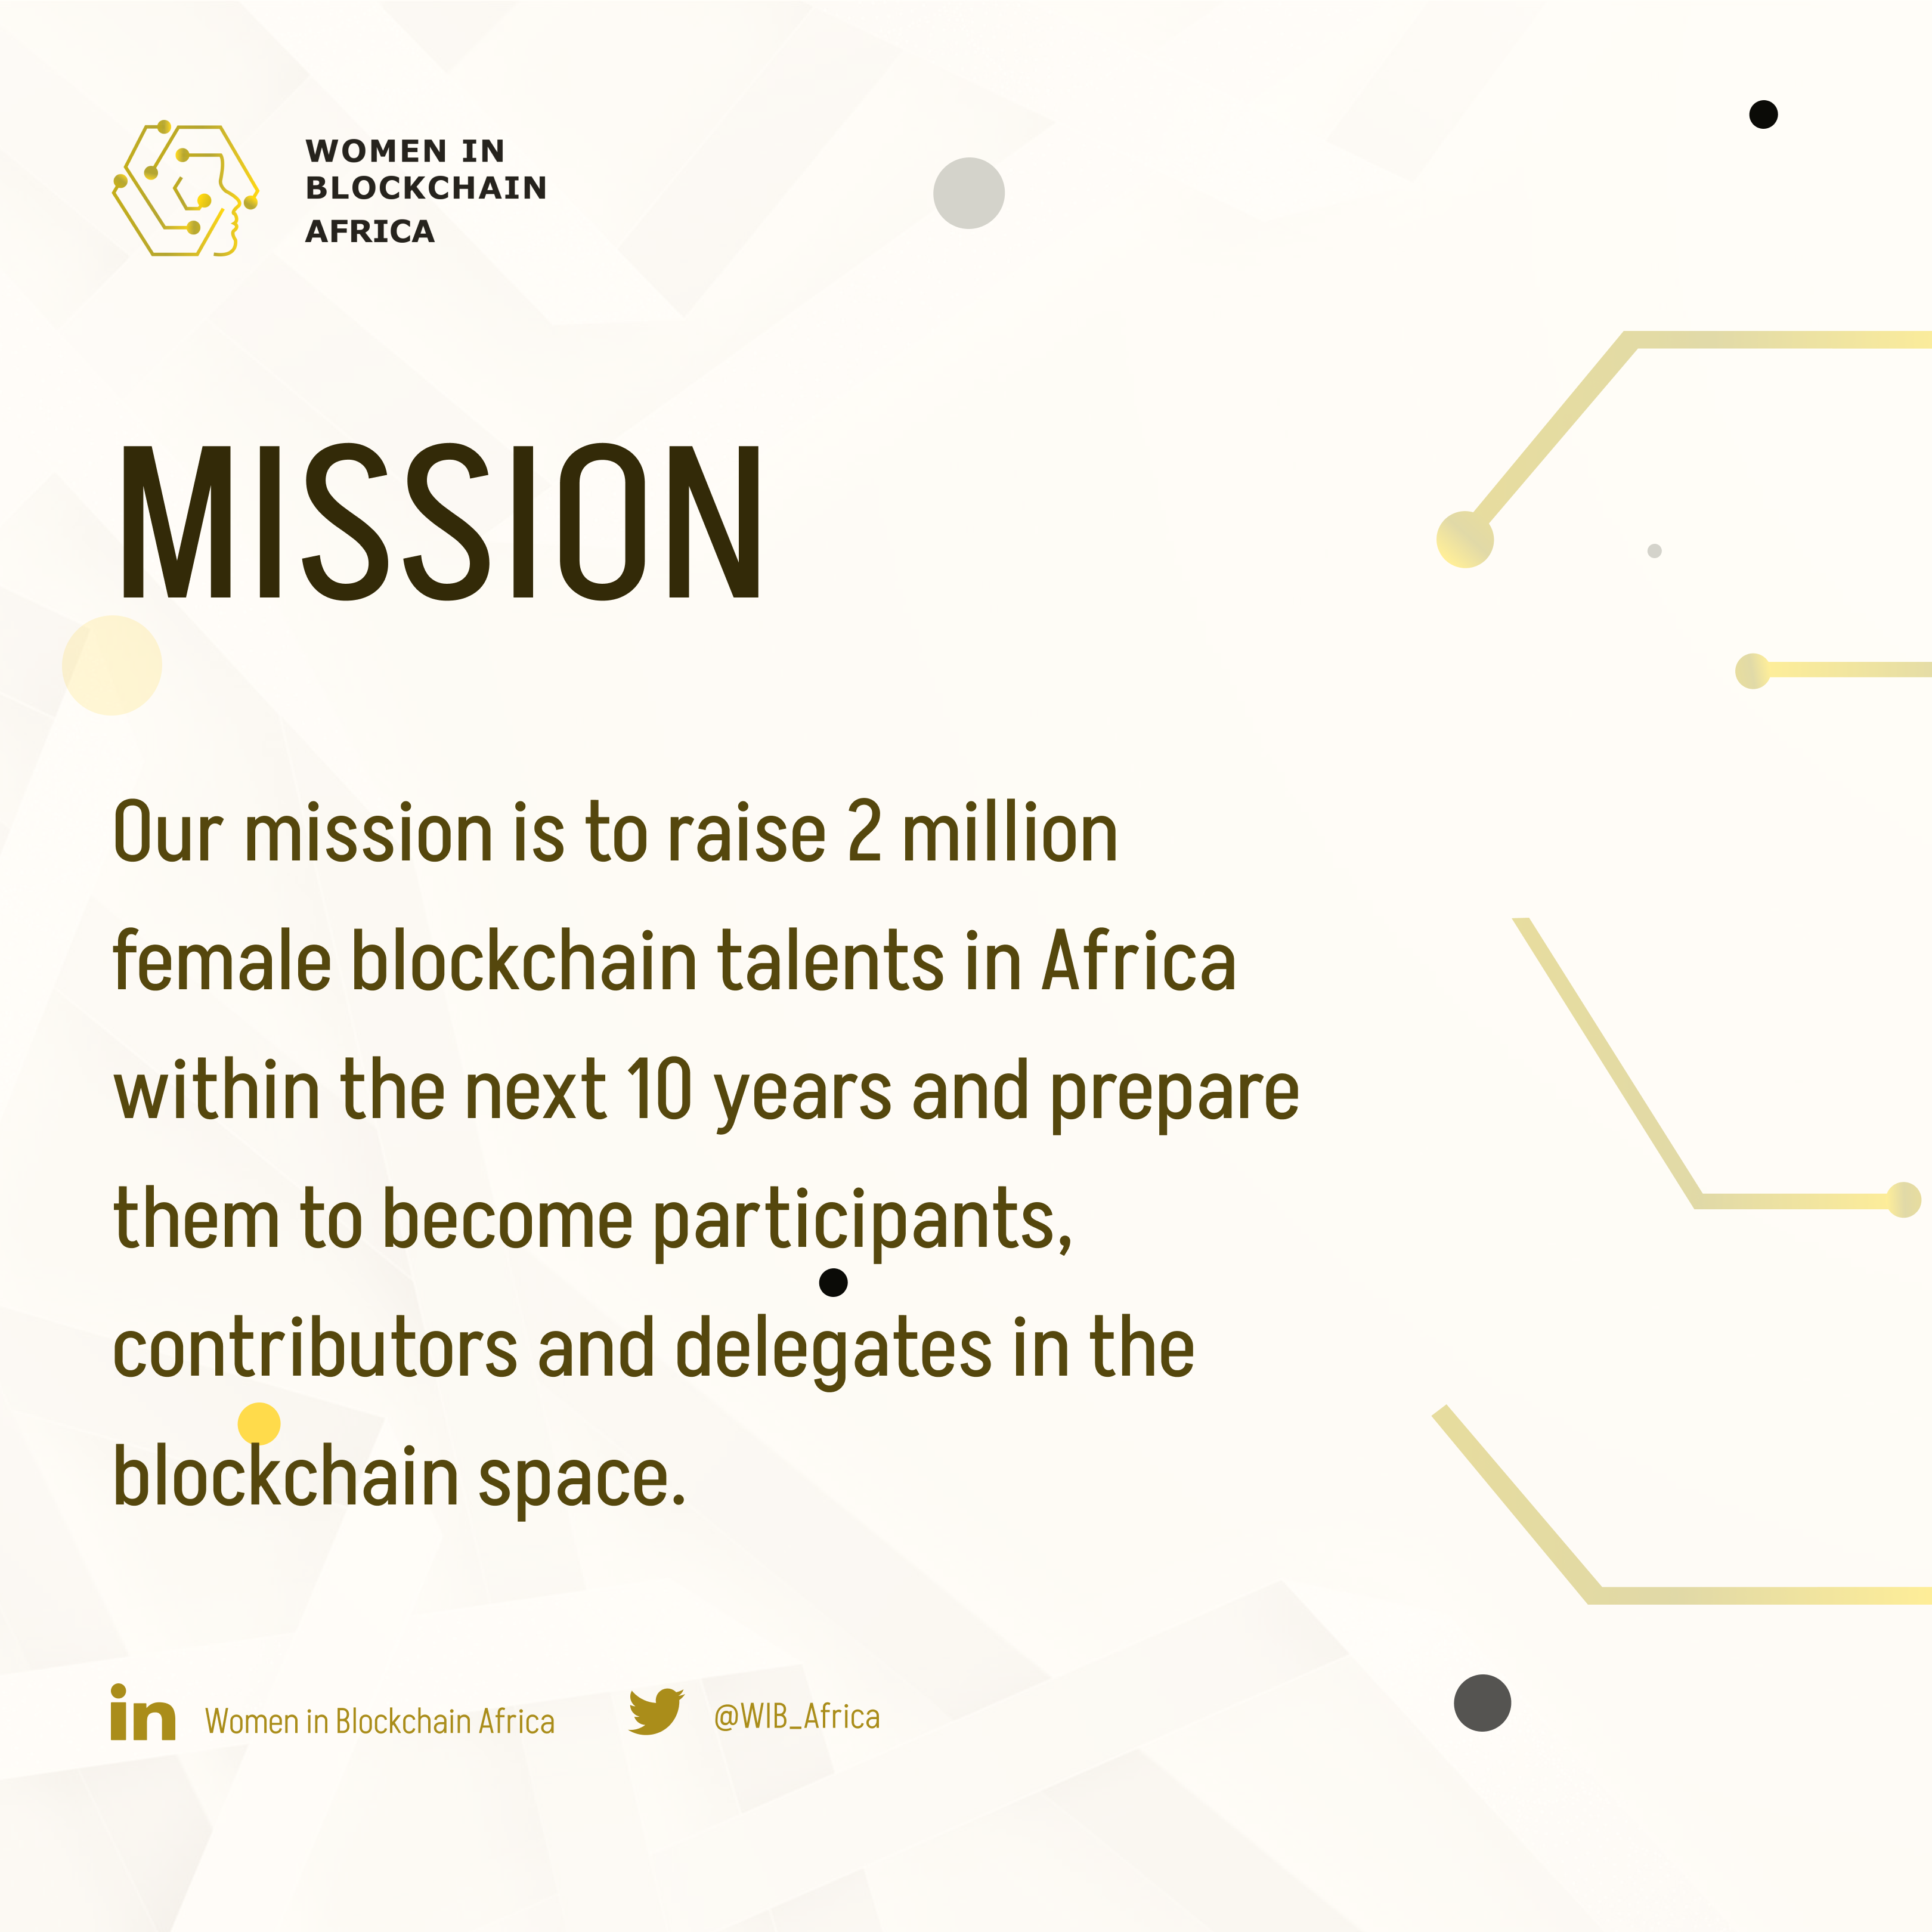 WOMEN IN
BLOCKCHAIN
AFRICA
MISSION
Our mission is to raise 2 million
female blockchain talents in Africa
within the next 10 years and prepare
them to become participants,
contributors and delegates in the
blockchain space.
in Women in Blockchain Africa @WIB_Africa